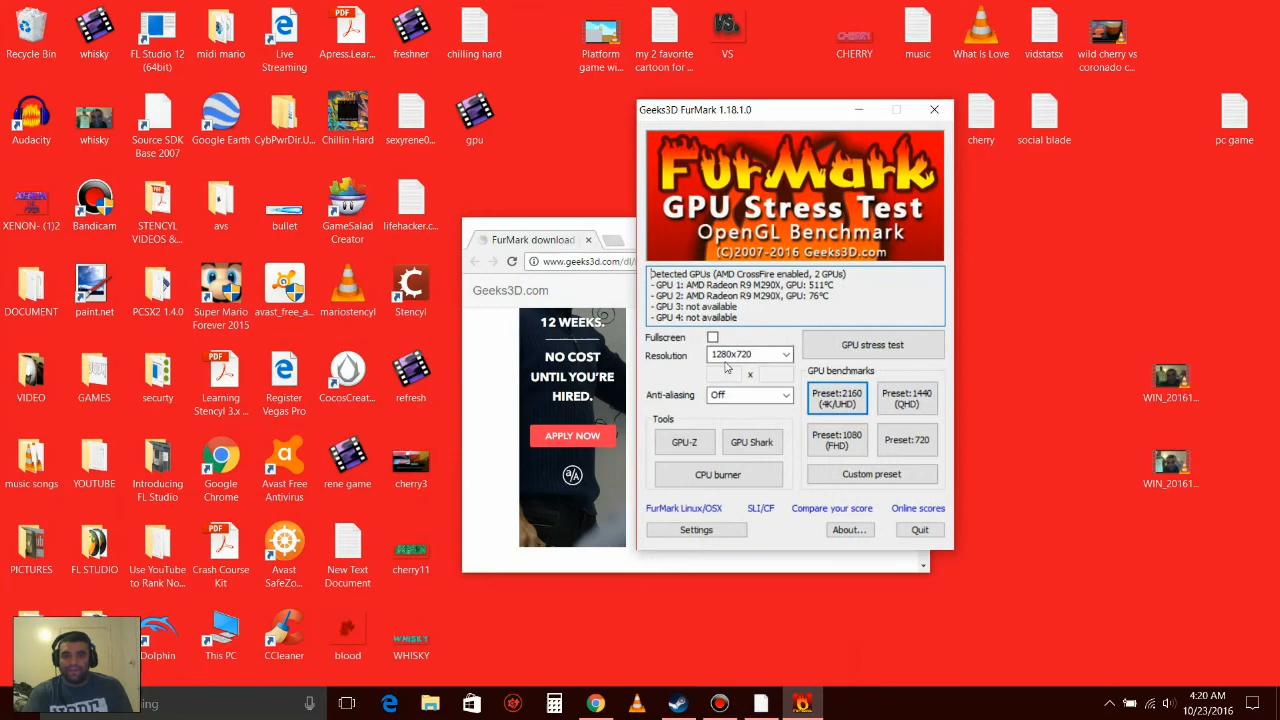 Recycle Bin
whisky
FL Studio 12
(64bit)
midi mario
Live
Streaming
Apress.Lear...
freshner
chilling hard
Platform
game wi...
my 2 favorite
cartoon for ...
VS
CHERRY
music
What Is Love
vidstatsx
wild cherry vs
coronado c...
Audacity
whisky
Source SDK
Base 2007
Google Earth
CybPwrDir.U...
Chillin Hard
sexyrene0...
gpu
cherry
social blade
pc game
XENON- (1)2
Bandicam
STENCYL
VIDEOS &...
avs
bullet
GameSalad
Creator
lifehacker.c...
DOCUMENT
paint.net
PCSX2 1.4.0
Super Mario
Forever 2015
avast_free_a...
mariostencyl
Stencyl
VIDEO
GAMES
securty
Learning
Stencyl 3.x ...
Register
Vegas Pro
CocosCreat...
refresh
music songs
YOUTUBE
Introducing
FL Studio
Google
Chrome
Avast Free
Antivirus
rene game
cherry3
PICTURES
FL STUDIO
Use YouTube
to Rank No...
Crash Course
Kit
Avast
SafeZo...
New Text
Document
cherry11
Dolphin
This PC
CCleaner
blood
WHISKY
WHISKY
WIN_20161...
WIN_20161...
FurMark download
www.geeks3d.com/dl/
Geeks3D.com
12 WEEKS.
NO COST
UNTIL YOU'RE
HIRED.
APPLY NOW
a/A
Geeks3D FurMark 1.18.1.0
FurMark
GPU Stress Test
OpenGL Benchmark
(C)2007-2016 Geeks3D.com
Detected GPUs (AMD CrossFire enabled, 2 GPUs)
- GPU 1: AMD Radeon R9 M290X, GPU: 511°C
- GPU 2: AMD Radeon R9 M290X, GPU: 76°C
- GPU 3: not available
- GPU 4: not available
Fullscreen
Resolution
1280x720
x
Anti-aliasing
Off
GPU stress test
GPU benchmarks
Preset:2160
(4K/UHD)
Preset:1440
(QHD)
Preset:1080
(FHD)
Preset:720
Custom preset
Tools
GPU-Z
GPU Shark
CPU burner
FurMark Linux/OSX
SLI/CF
Compare your score
Online scores
Settings
About...
Quit
4:20 AM
10/23/2016